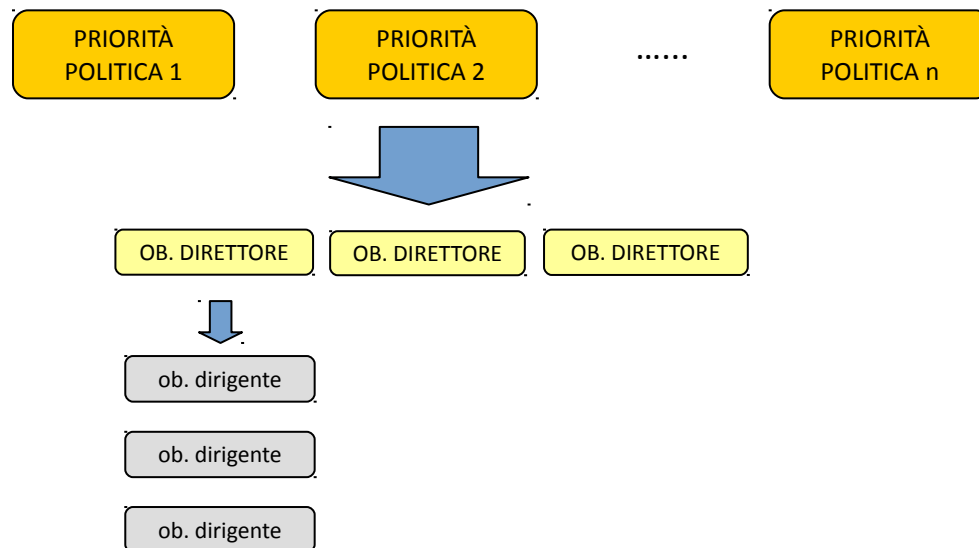 PRIORITÀ
POLITICA 1
PRIORITÀ
POLITICA 2
......
PRIORITÀ
POLITICA n
OB. DIRETTORE
OB. DIRETTORE
OB. DIRETTORE
ob. dirigente
ob. dirigente
ob. dirigente